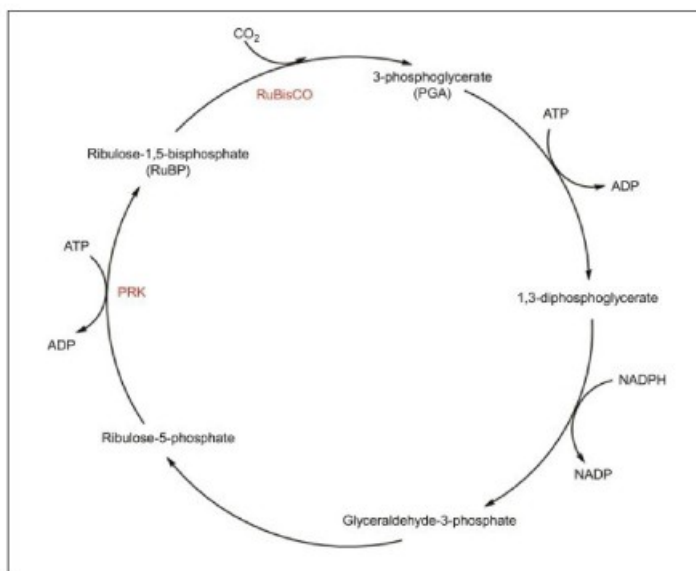 CO₂
RuBisCO
3-phosphoglycerate
(PGA)
ATP
ADP
1,3-diphosphoglycerate
NADPH
NADP
Glyceraldehyde-3-phosphate
Ribulose-5-phosphate
ATP
PRK
ADP
Ribulose-1,5-bisphosphate
(RuBP)